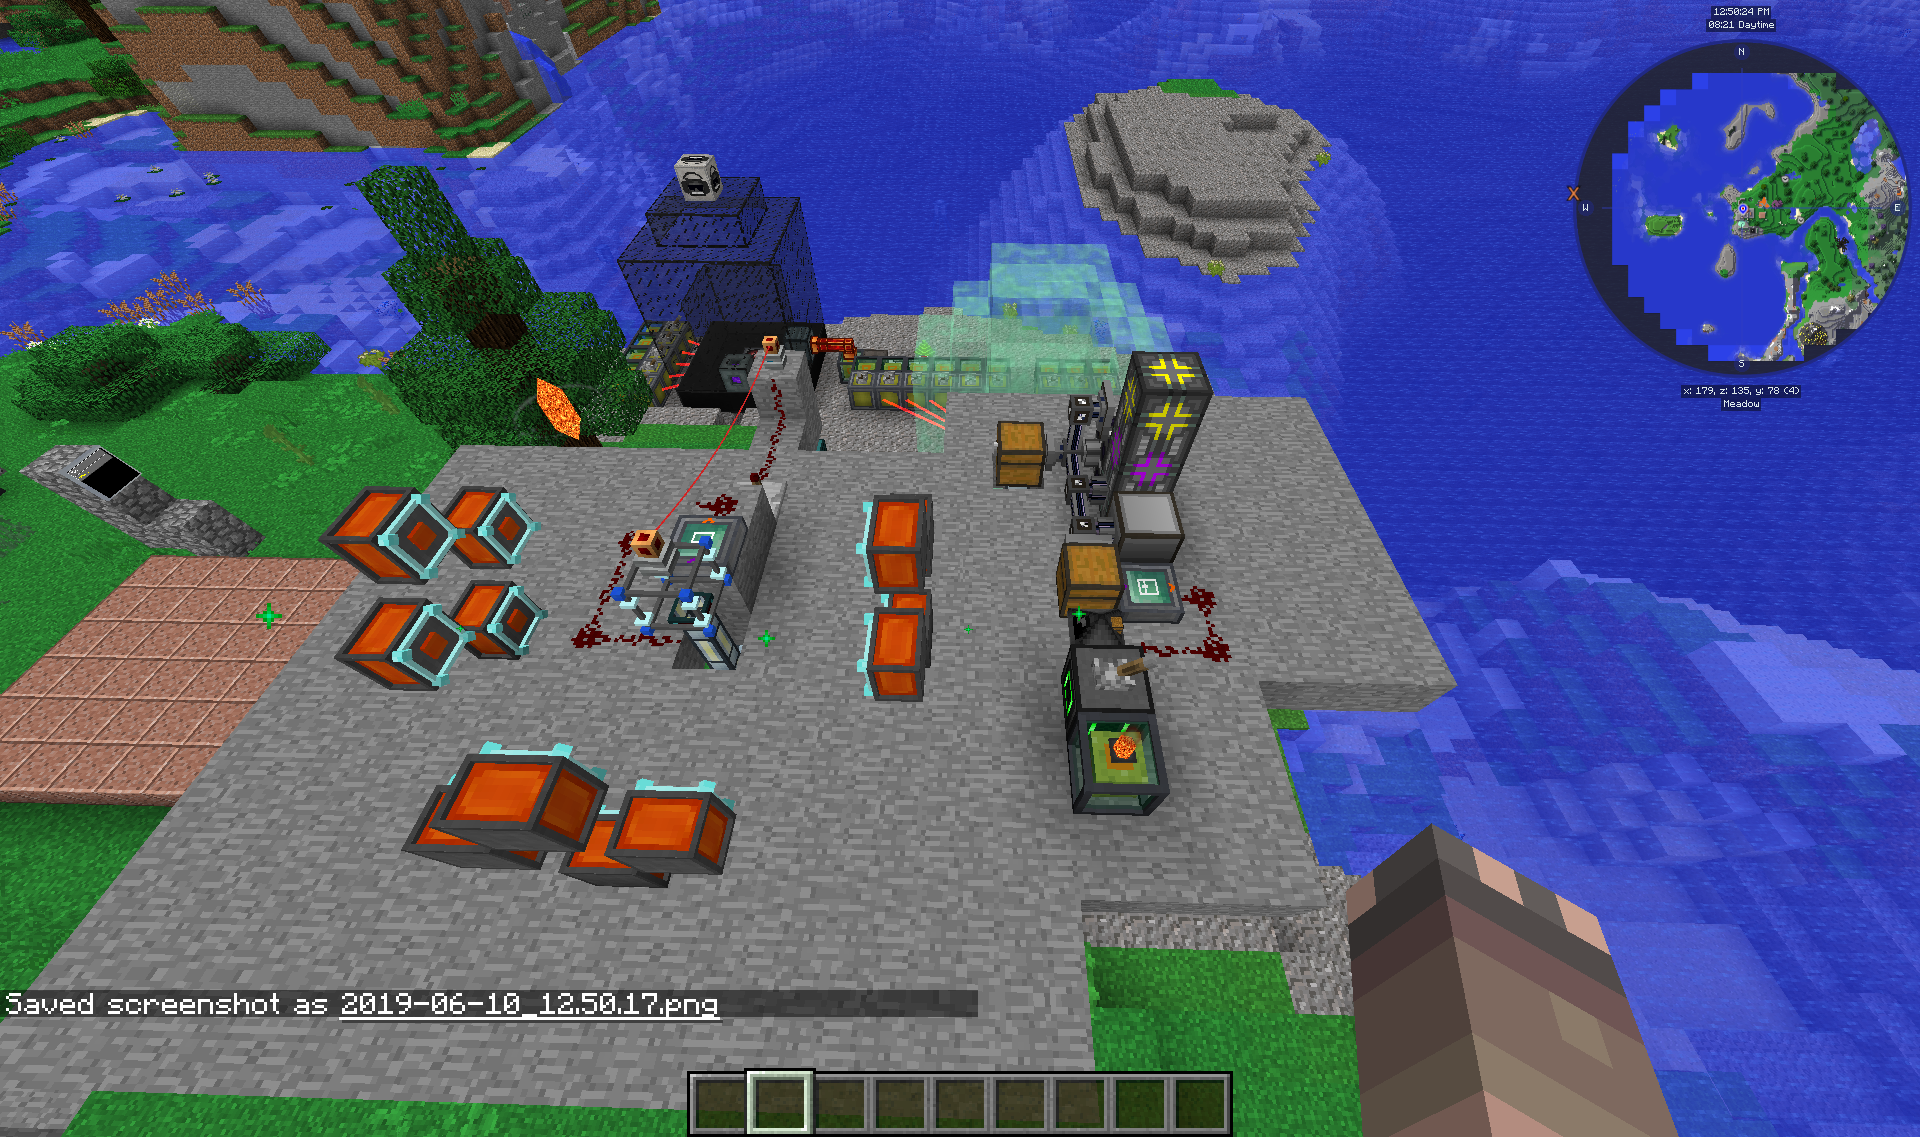 12:50:24 PM
08:21 Daytime
N
X
W
E
S
x: 179, z: 135, y: 78 (4)
Meadow
Saved screenshot as 2019-06-10_12.50.17.png